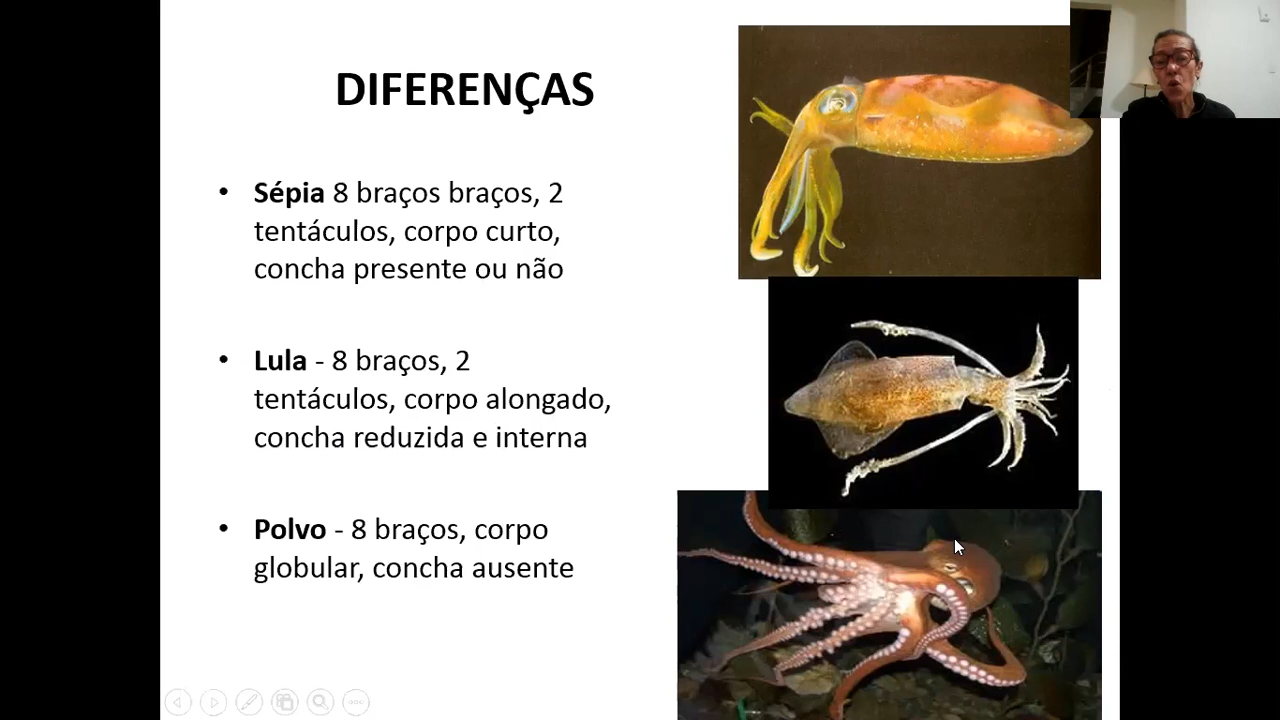 DIFERENÇAS
• Sépia 8 braços braços, 2
tentáculos, corpo curto,
concha presente ou não
• Lula - 8 braços, 2
tentáculos, corpo alongado,
concha reduzida e interna
• Polvo - 8 braços, corpo
globular, concha ausente